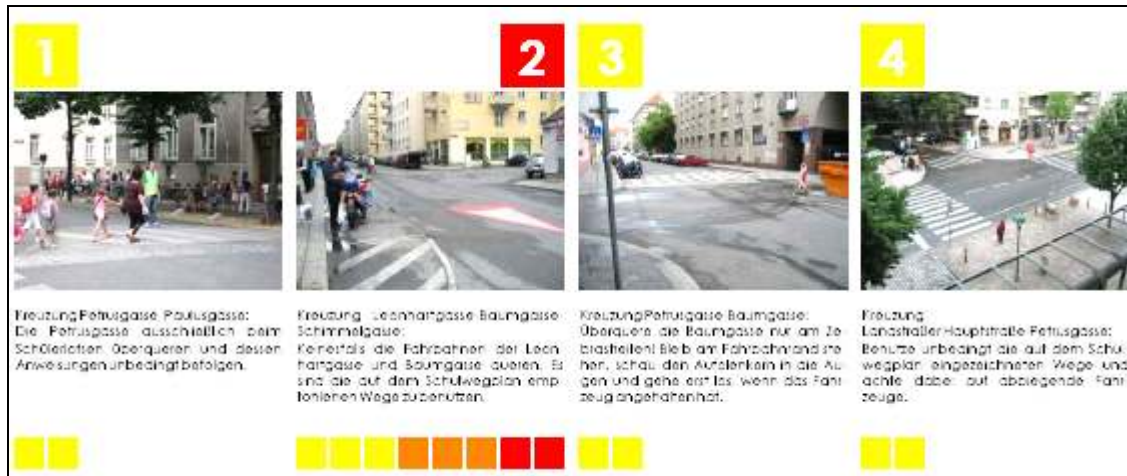 1
2
3
4
Kreuzung Petrusgasse Paulusgasse:
Die Petrusgasse ausschließlich beim
Schülerlotsen überqueren und dessen
Anweisungen unbedingt befolgen.
Kreuzung Leonhartgasse Baumgasse
Schimmelgasse:
Keinesfalls die Fahrbahnen der Leon
hartgasse und Baumgasse queren. Es
sind die auf dem Schulwegplan emp
fohlenen Wege zu benutzen.
Kreuzung Petrusgasse Baumgasse:
Überquere die Baumgasse nur am Ze
brastreifen! Bleib am Fahrbahnrand ste
hen, schau den Autolenkern in die Au-
gen und gehe erst los, wenn das Fahr
zeug angehalten hat.
Kreuzung
Landstraßer Hauptstraße Petrusgasse:
Benutze unbedingt die auf dem Schul-
wegplan eingezeichneten Wege und
achte dabei auf abbiegende Fahr
zeuge.